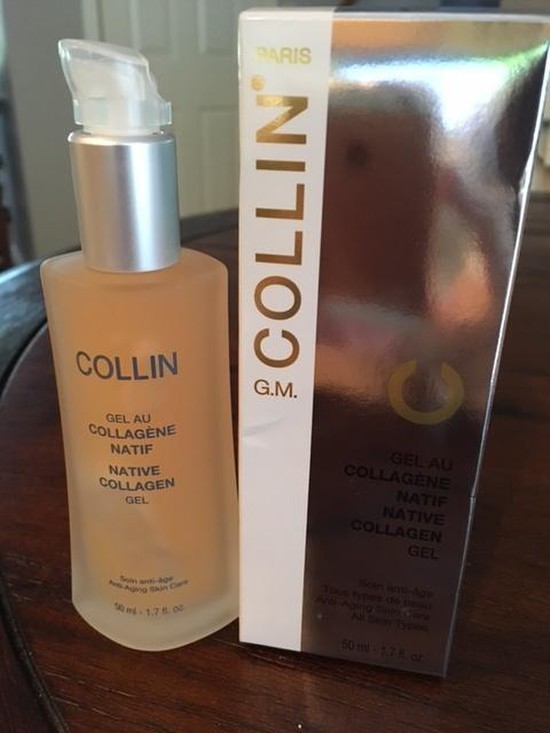 COLLIN
GEL AU
COLLAGÈNE
NATIF
NATIVE
COLLAGEN
GEL
Soin anti-âge
Anti-Aging Skin Care
50 ml - 1.7 fl. oz.
PARIS
COLLIN®
G.M.
GEL AU
COLLAGÈNE
NATIF
NATIVE
COLLAGEN
GEL
Soin anti-âge
Tous types de peau
Anti-Aging Skin Care
All Skin Types
50 ml - 1.7 fl. oz.